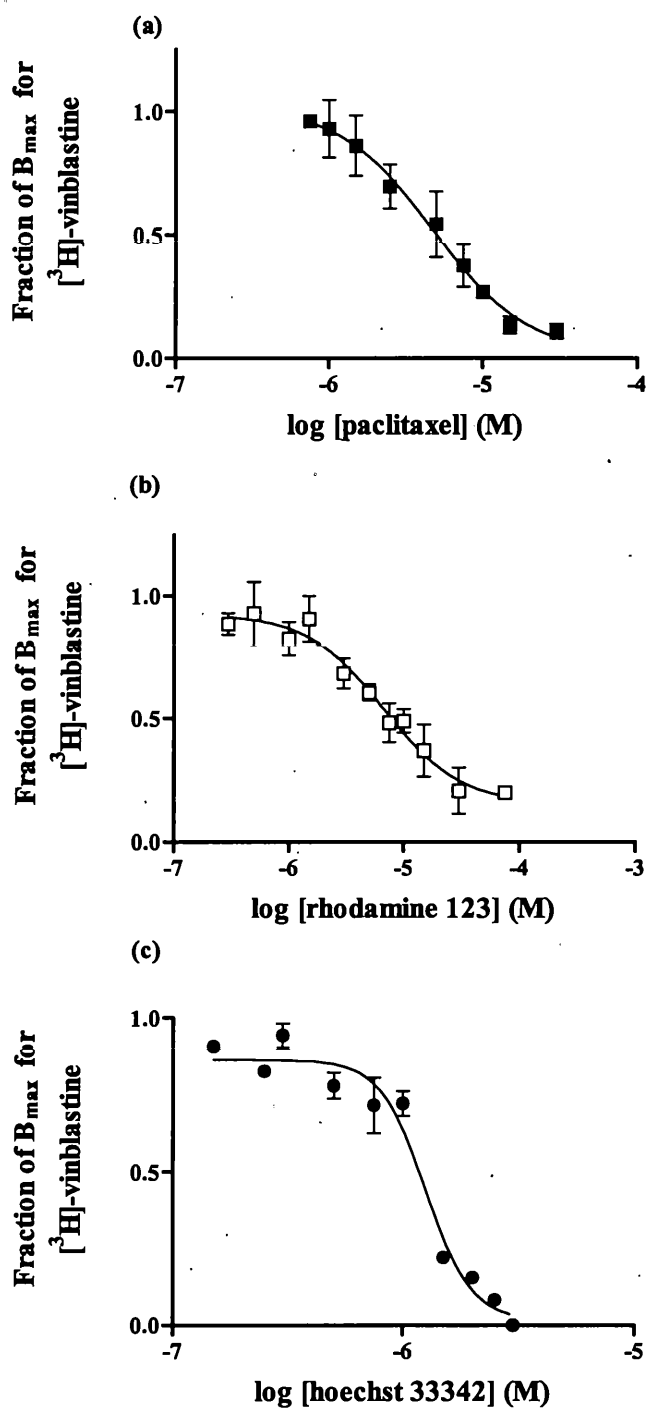 (a)
Fraction of Bmax for
[³H]-vinblastine
1.0
0.5
0.0
-7 -6 -5 -4
log [paclitaxel] (M)
(b)
Fraction of Bmax for
[³H]-vinblastine
1.0
0.5
0.0
-7 -6 -5 -4 -3
log [rhodamine 123] (M)
(c)
Fraction of Bmax for
[³H]-vinblastine
1.0
0.5
0.0
-7 -6 -5
log [hoechst 33342] (M)